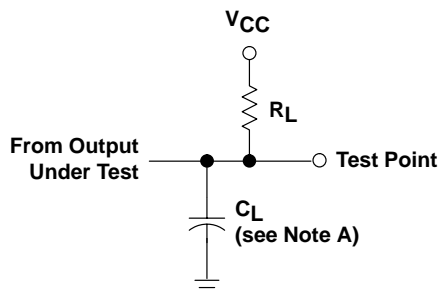 VCC
RL
From Output
Under Test
Test Point
CL
(see Note A)